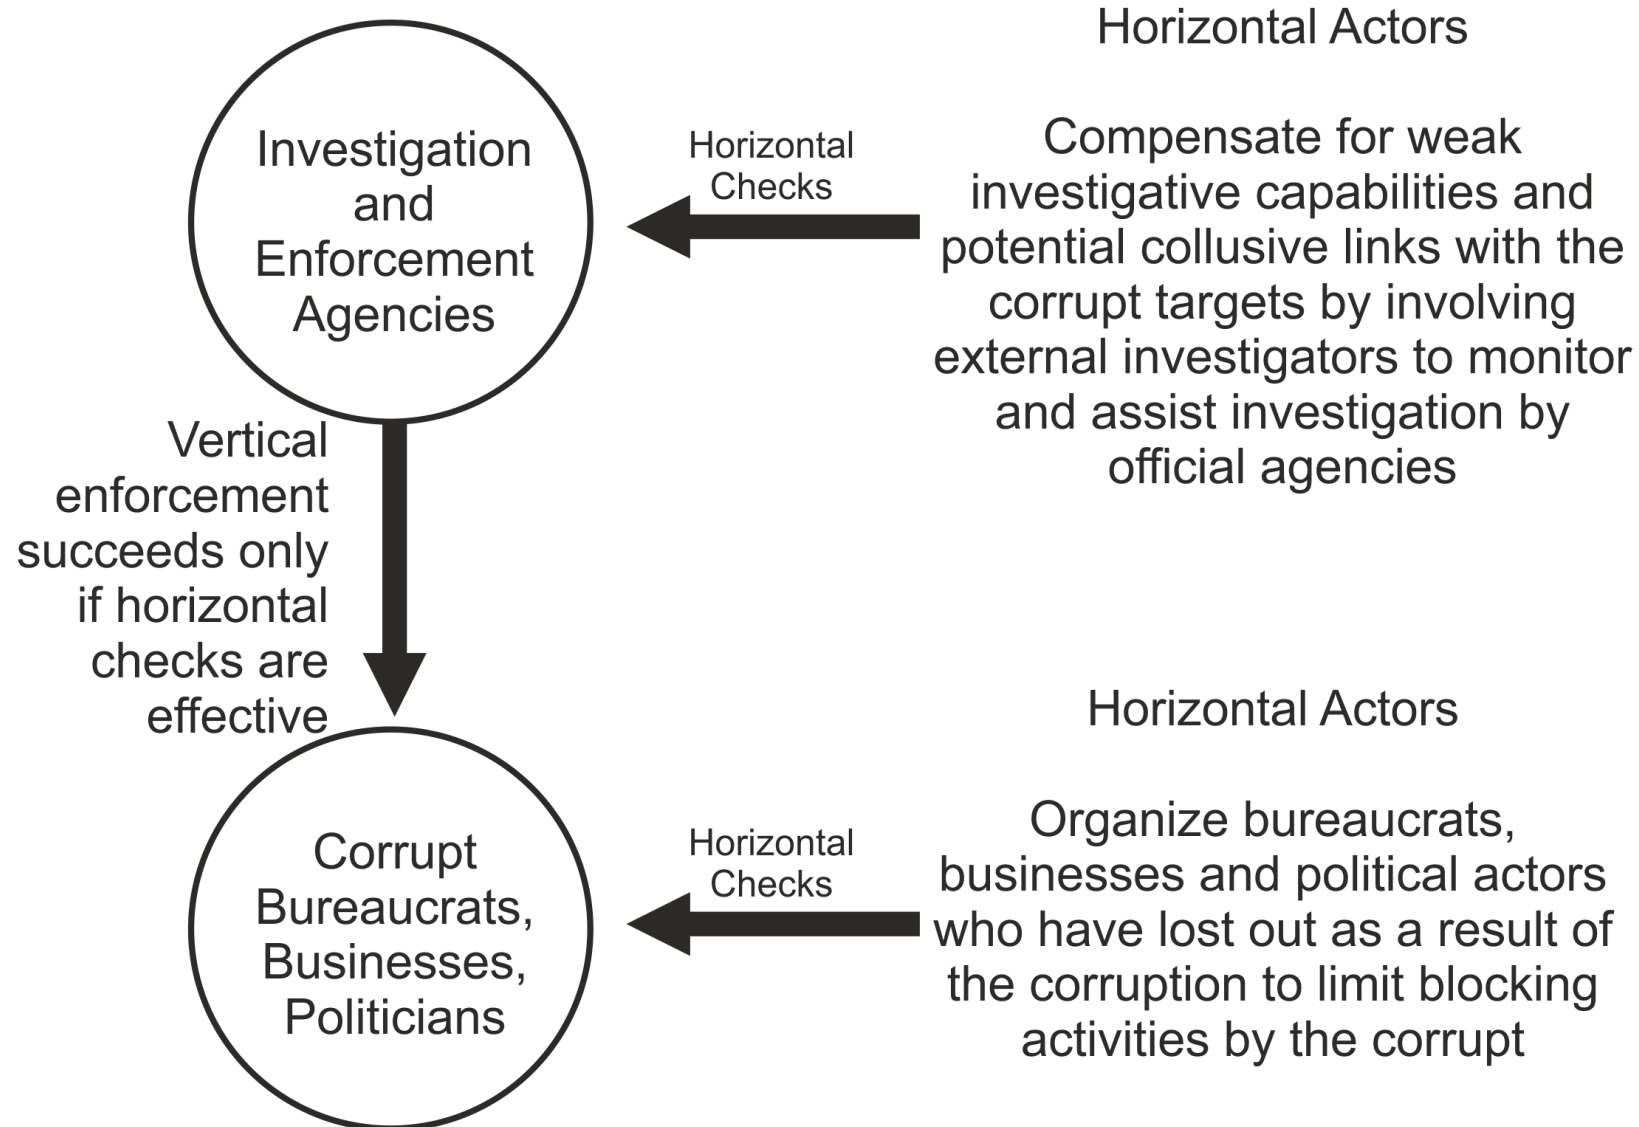 Investigation
and
Enforcement
Agencies
Horizontal
Checks
Horizontal Actors
Compensate for weak
investigative capabilities and
potential collusive links with the
corrupt targets by involving
external investigators to monitor
and assist investigation by
official agencies
Vertical
enforcement
succeeds only
if horizontal
checks are
effective
Corrupt
Bureaucrats,
Businesses,
Politicians
Horizontal
Checks
Horizontal Actors
Organize bureaucrats,
businesses and political actors
who have lost out as a result of
the corruption to limit blocking
activities by the corrupt